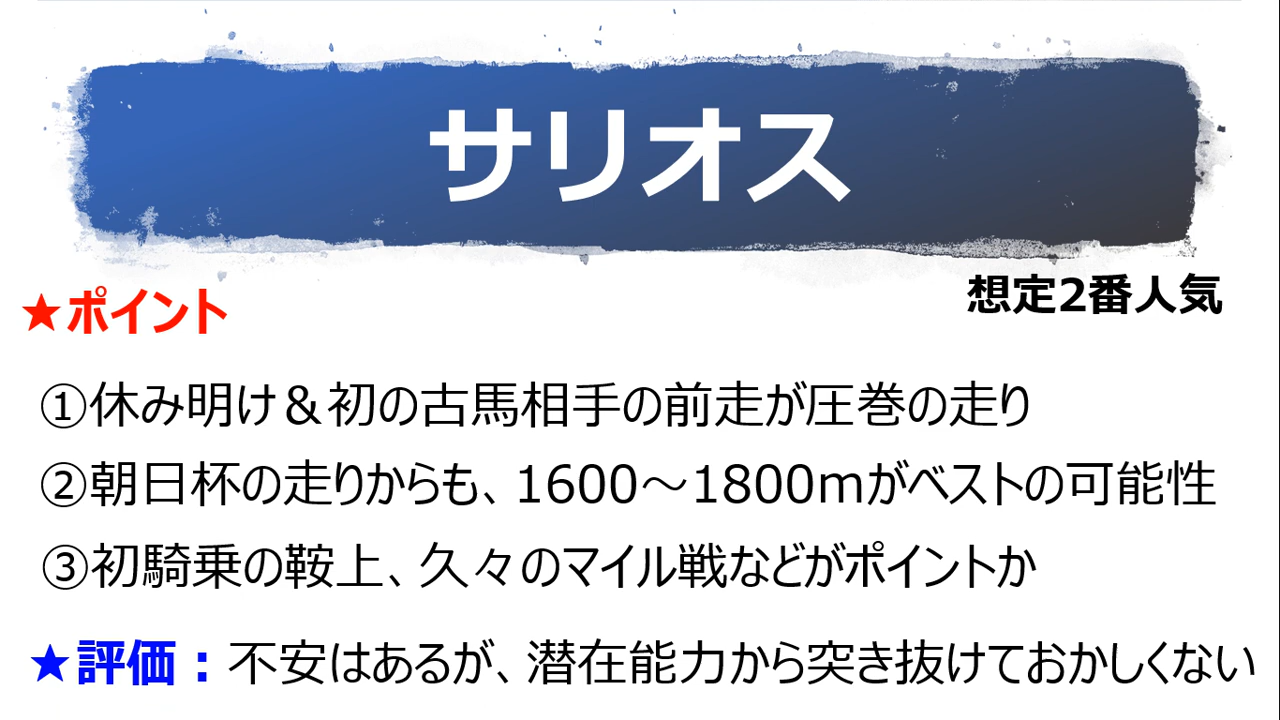 サリオス
想定2番人気
★ポイント
①休み明け＆初の古馬相手の前走が圧巻の走り
②朝日杯の走りからも、1600～1800mがベストの可能性
③初騎乗の鞍上、久々のマイル戦などがポイントか
★評価：不安はあるが、潜在能力から突き抜けておかしくない